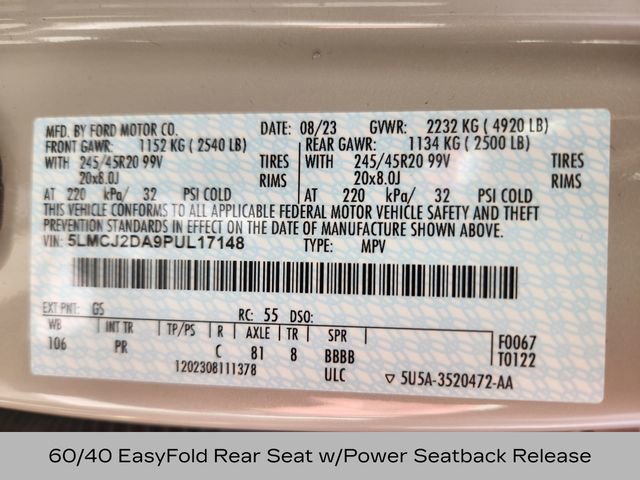 MFD. BY FORD MOTOR CO. DATE: 08/23 GVWR: 2232 KG ( 4920 LB)
FRONT GAWR: 1152 KG ( 2540 LB) REAR GAWR: 1134 KG ( 2500 LB)
WITH 245/45R20 99V TIRES WITH 245/45R20 99V TIRES
20x8.0J RIMS 20x8.0J RIMS
AT 220 kPa/ 32 PSI COLD AT 220 kPa/ 32 PSI COLD
THIS VEHICLE CONFORMS TO ALL APPLICABLE FEDERAL MOTOR VEHICLE SAFETY AND THEFT
PREVENTION STANDARDS IN EFFECT ON THE DATE OF MANUFACTURE SHOWN ABOVE.
VIN: 5LMCJ2DA9PUL17148 TYPE: MPV
EXT PNT: GS RC: 55 DSO:
WB INT TR TP/PS R AXLE TR SPR F0067
106 PR C 81 8 BBBB T0122
1202308111378 ULC 5U5A-3520472-AA
60/40 EasyFold Rear Seat w/Power Seatback Release